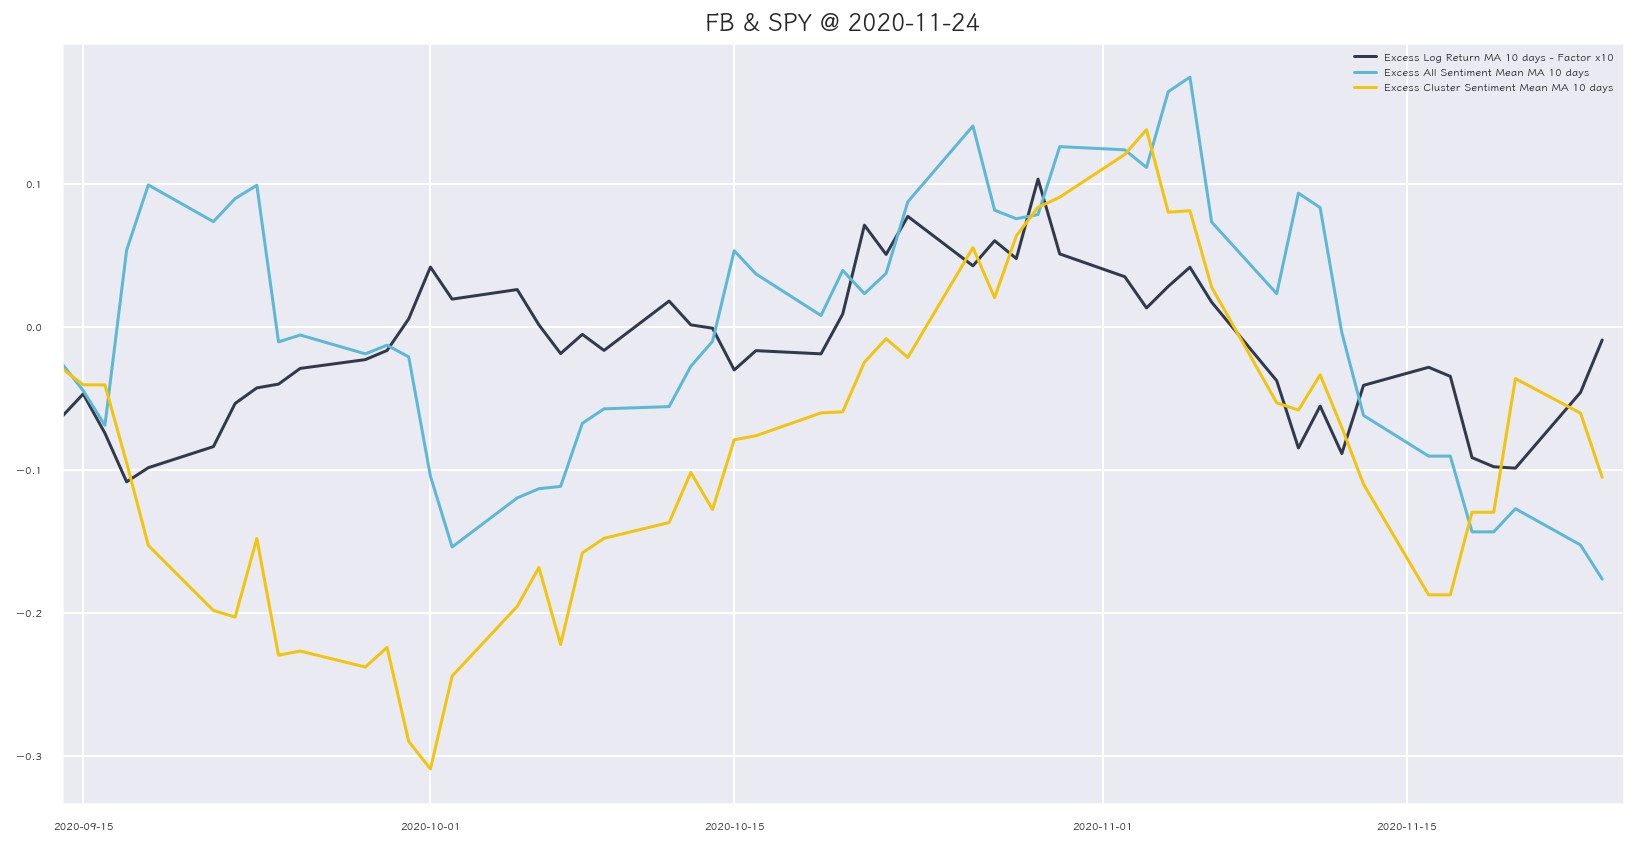 FB & SPY @ 2020-11-24
Excess Log Return MA 10 days - Factor x10
Excess All Sentiment Mean MA 10 days
Excess Cluster Sentiment Mean MA 10 days
0.1
0.0
−0.1
−0.2
−0.3
2020-09-15
2020-10-01
2020-10-15
2020-11-01
2020-11-15